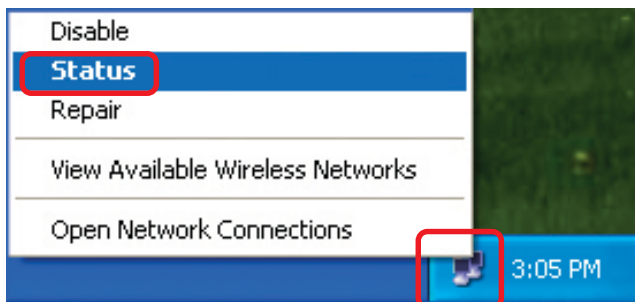 Disable
Status
Repair
View Available Wireless Networks
Open Network Connections
3:05 PM